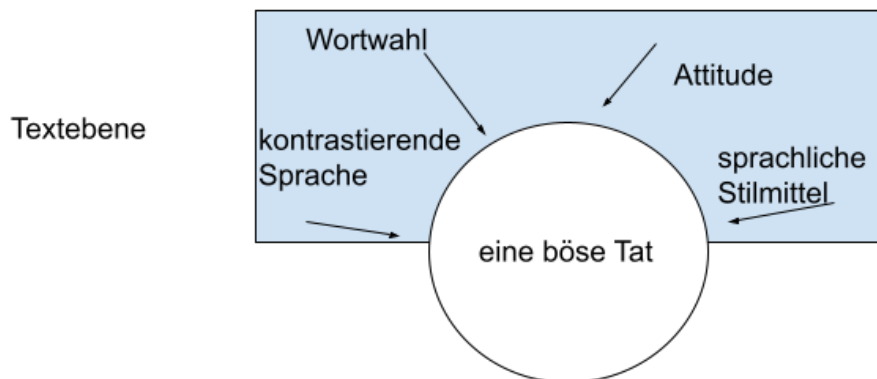 Wortwahl
Attitude
Textebene
kontrastierende
Sprache
sprachliche
Stilmittel
eine böse Tat